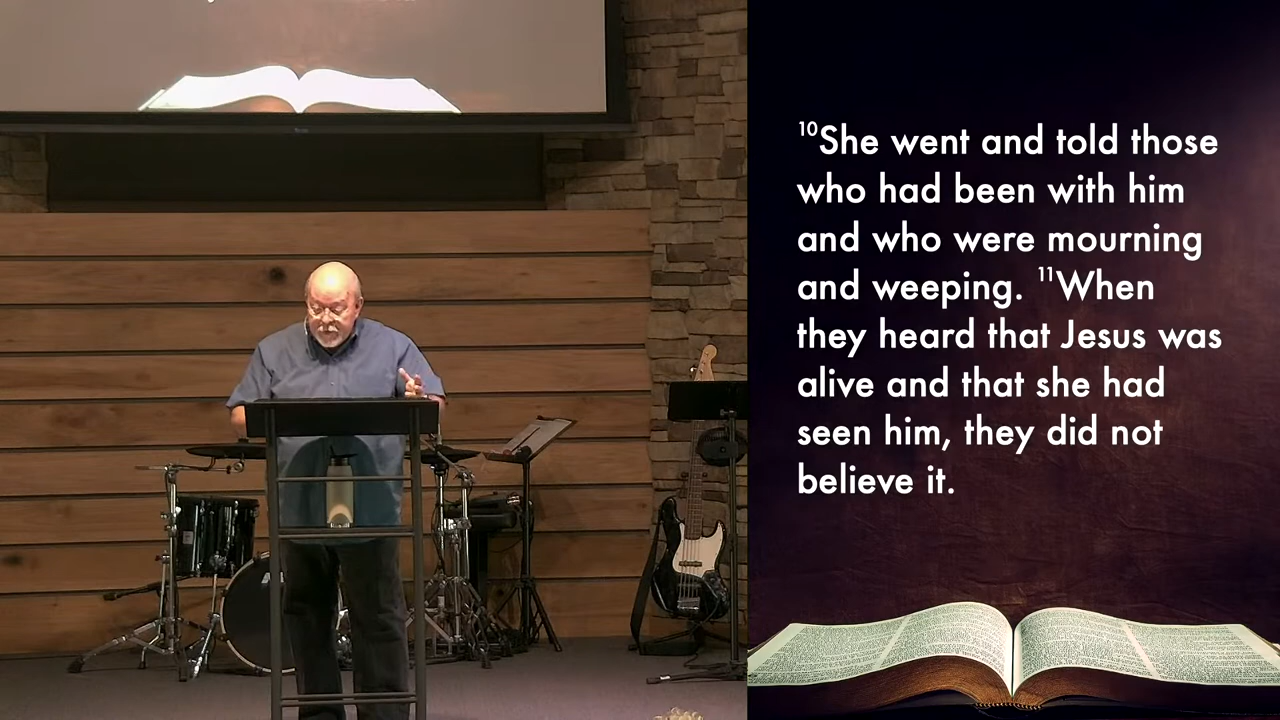 ¹⁰She went and told those
who had been with him
and who were mourning
and weeping. ¹¹When
they heard that Jesus was
alive and that she had
seen him, they did not
believe it.